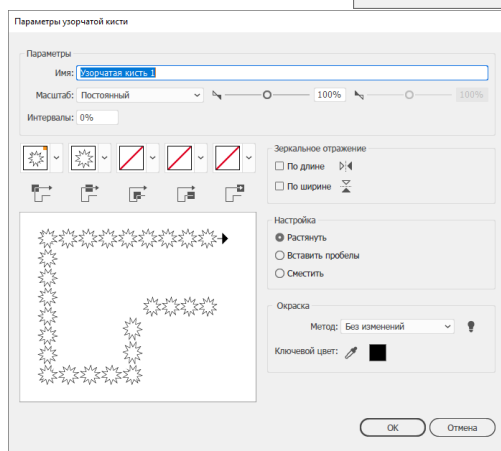 Параметры узорчатой кисти
Параметры
Имя: Узорчатая кисть 1
Масштаб: Постоянный 100% 100%
Интервалы: 0%
Зеркальное отражение
По длине
По ширине
Настройка
Растянуть
Вставить пробелы
Сместить
Окраска
Метод: Без изменений
Ключевой цвет:
OK Отмена